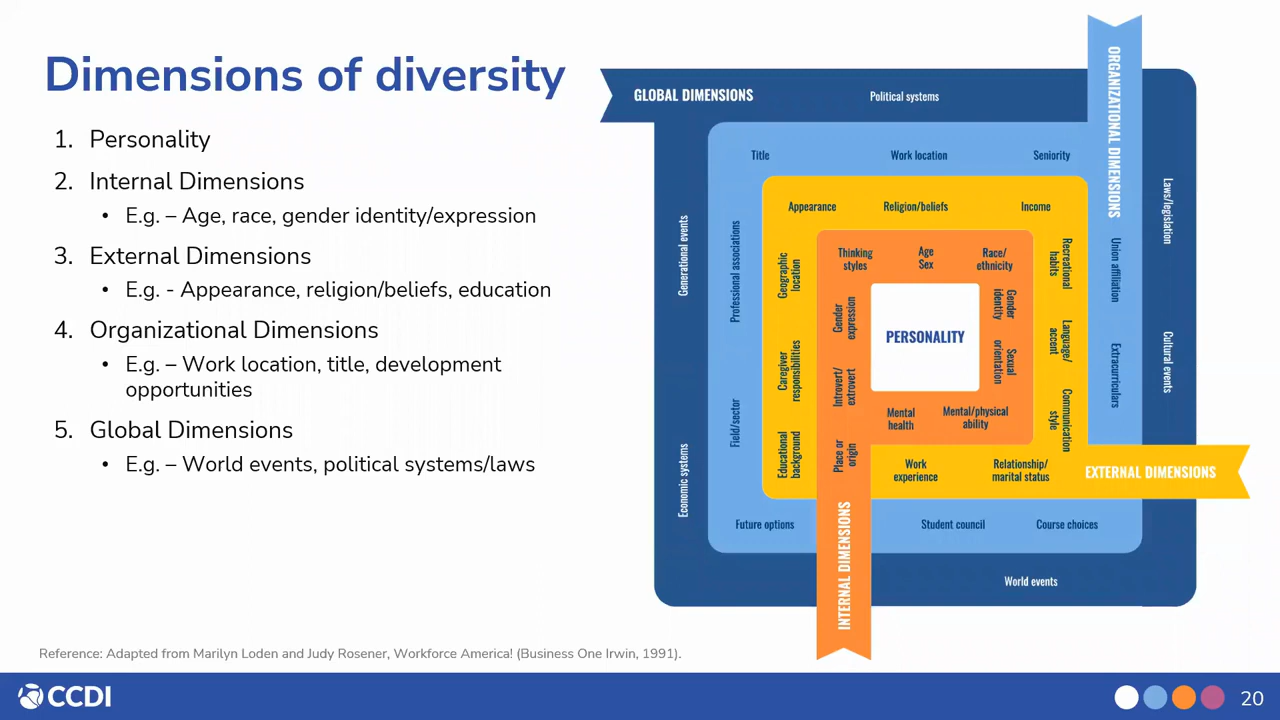 Dimensions of diversity
1. Personality
2. Internal Dimensions
• E.g. – Age, race, gender identity/expression
3. External Dimensions
• E.g. - Appearance, religion/beliefs, education
4. Organizational Dimensions
• E.g. – Work location, title, development
opportunities
5. Global Dimensions
• E.g. – World events, political systems/laws
GLOBAL DIMENSIONS
Political systems
Generational events
Economic systems
Laws/legislation
Cultural events
World events
ORGANIZATIONAL DIMENSIONS
Title
Work location
Seniority
Professional associations
Field/sector
Union affiliation
Extracurriculars
Future options
Student council
Course choices
EXTERNAL DIMENSIONS
Appearance
Religion/beliefs
Income
Geographic
location
Caregiver
responsibilities
Educational
background
Recreational
habits
Language/
accent
Communication
style
Work
experience
Relationship/
marital status
INTERNAL DIMENSIONS
Thinking
styles
Age
Sex
Race/
ethnicity
Gender
expression
Introvert/
extrovert
Place or
origin
Gender
identity
Sexual
orientation
Mental
health
Mental/physical
ability
PERSONALITY
Reference: Adapted from Marilyn Loden and Judy Rosener, Workforce America! (Business One Irwin, 1991).
CCDI
20